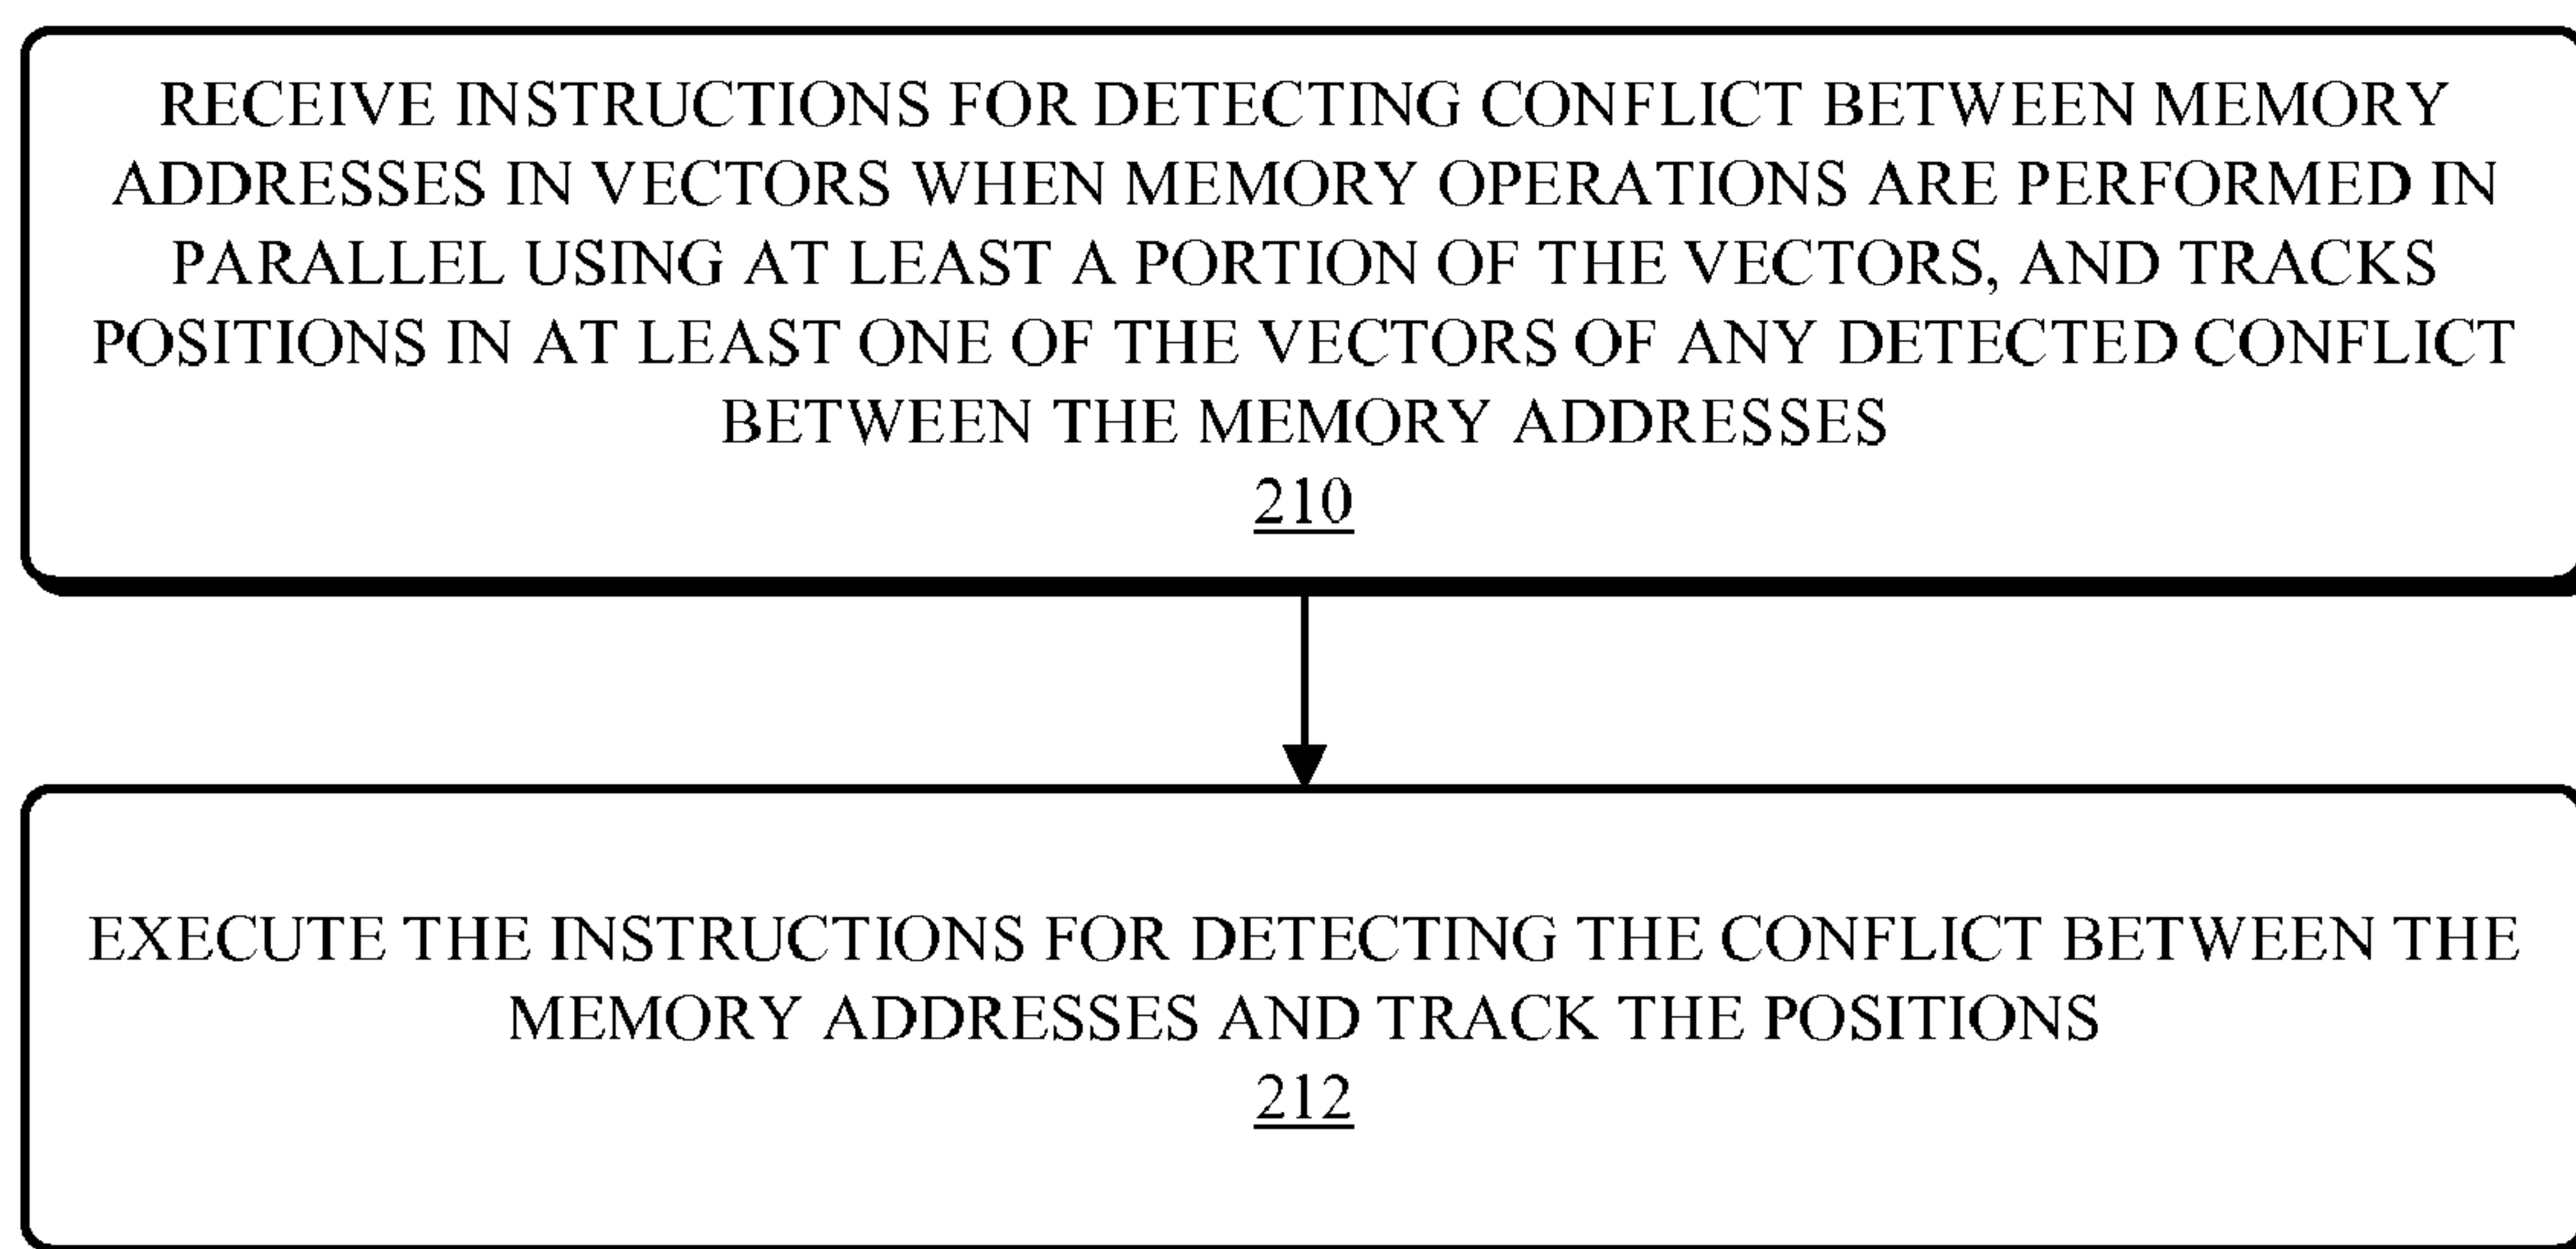 RECEIVE INSTRUCTIONS FOR DETECTING CONFLICT BETWEEN MEMORY
ADDRESSES IN VECTORS WHEN MEMORY OPERATIONS ARE PERFORMED IN
PARALLEL USING AT LEAST A PORTION OF THE VECTORS, AND TRACKS
POSITIONS IN AT LEAST ONE OF THE VECTORS OF ANY DETECTED CONFLICT
BETWEEN THE MEMORY ADDRESSES
210
EXECUTE THE INSTRUCTIONS FOR DETECTING THE CONFLICT BETWEEN THE
MEMORY ADDRESSES AND TRACK THE POSITIONS
212